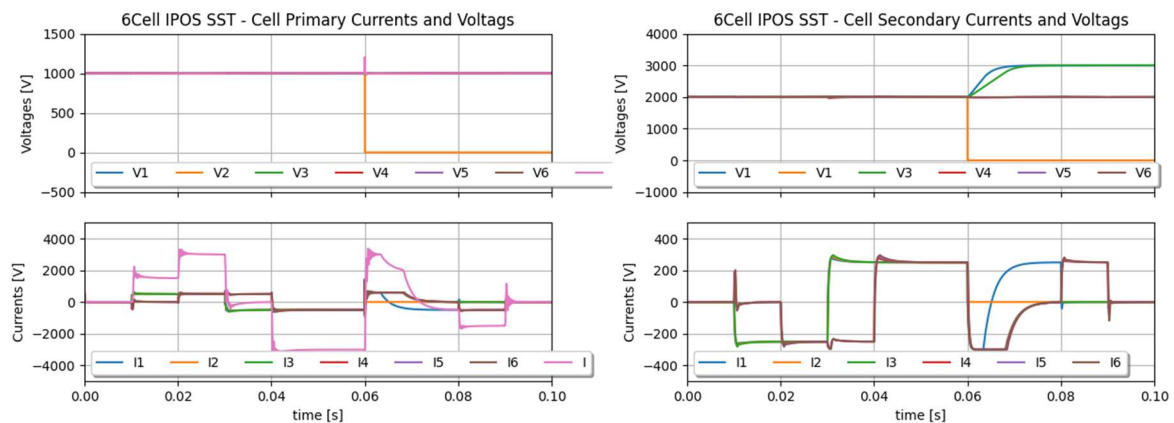 6Cell IPOS SST - Cell Primary Currents and Voltags
1500
1000
500
0
−500
Voltages [V]
V1 V2 V3 V4 V5 V6
4000
2000
0
−2000
−4000
Currents [V]
I1 I2 I3 I4 I5 I6 I
0.00 0.02 0.04 0.06 0.08 0.10
time [s]
6Cell IPOS SST - Cell Secondary Currents and Voltags
4000
3000
2000
1000
0
−1000
Voltages [V]
V1 V1 V3 V4 V5 V6
400
200
0
−200
−400
Currents [V]
I1 I2 I3 I4 I5 I6
0.00 0.02 0.04 0.06 0.08 0.10
time [s]